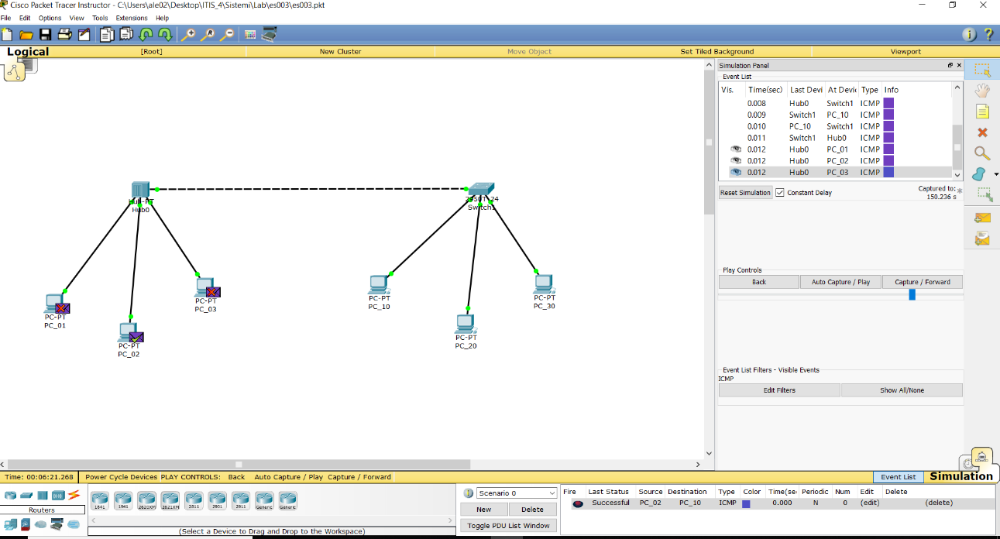 Cisco Packet Tracer Instructor - C:\Users\ale02\Desktop\ITIS_4\Sistemi\Lab\es003\es003.pkt
File Edit Options View Tools Extensions Help
Logical [Root] New Cluster Move Object Set Tiled Background Viewport
Simulation Panel
Event List
Vis. Time(sec) Last Devi At Devic Type Info
0.008 Hub0 Switch1 ICMP
0.009 Switch1 PC_10 ICMP
0.010 PC_10 Switch1 ICMP
0.011 Switch1 Hub0 ICMP
0.012 Hub0 PC_01 ICMP
0.012 Hub0 PC_02 ICMP
0.012 Hub0 PC_03 ICMP
Reset Simulation Constant Delay Captured to:
150.236 s
Hub-PT
Hub0
2950T-24
Switch1
PC-PT
PC_01
PC-PT
PC_02
PC-PT
PC_03
PC-PT
PC_10
PC-PT
PC_20
PC-PT
PC_30
Play Controls
Back Auto Capture / Play Capture / Forward
Event List Filters - Visible Events
ICMP
Edit Filters Show All/None
Time: 00:06:21.268 Power Cycle Devices PLAY CONTROLS: Back Auto Capture / Play Capture / Forward Event List Simulation
Routers
1841 1941 2620XM 2621XM 2811 2901 2911 Generic Generic
(Select a Device to Drag and Drop to the Workspace)
Scenario 0
New Delete
Toggle PDU List Window
Fire Last Status Source Destination Type Color Time(sec Periodic Num Edit Delete
Successful PC_02 PC_10 ICMP 0.000 N 0 (edit) (delete)